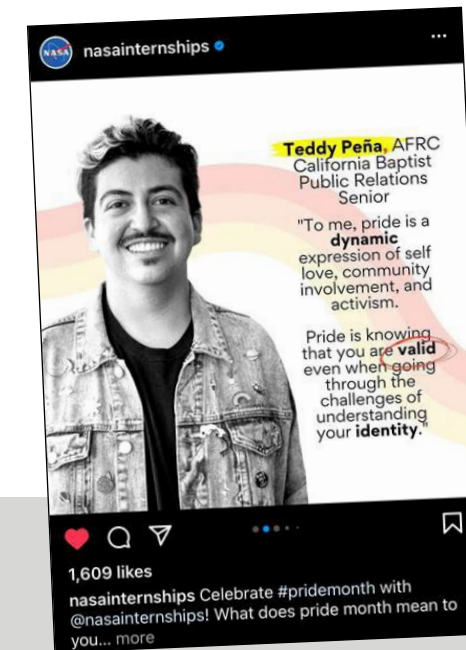 NASA
nasainternships
Teddy Peña, AFRC
California Baptist
Public Relations
Senior
"To me, pride is a
dynamic
expression of self
love, community
involvement, and
activism.
Pride is knowing
that you are valid
even when going
through the
challenges of
understanding
your identity."
1,609 likes
nasainternships Celebrate #pridemonth with
@nasainternships! What does pride month mean to
you... more